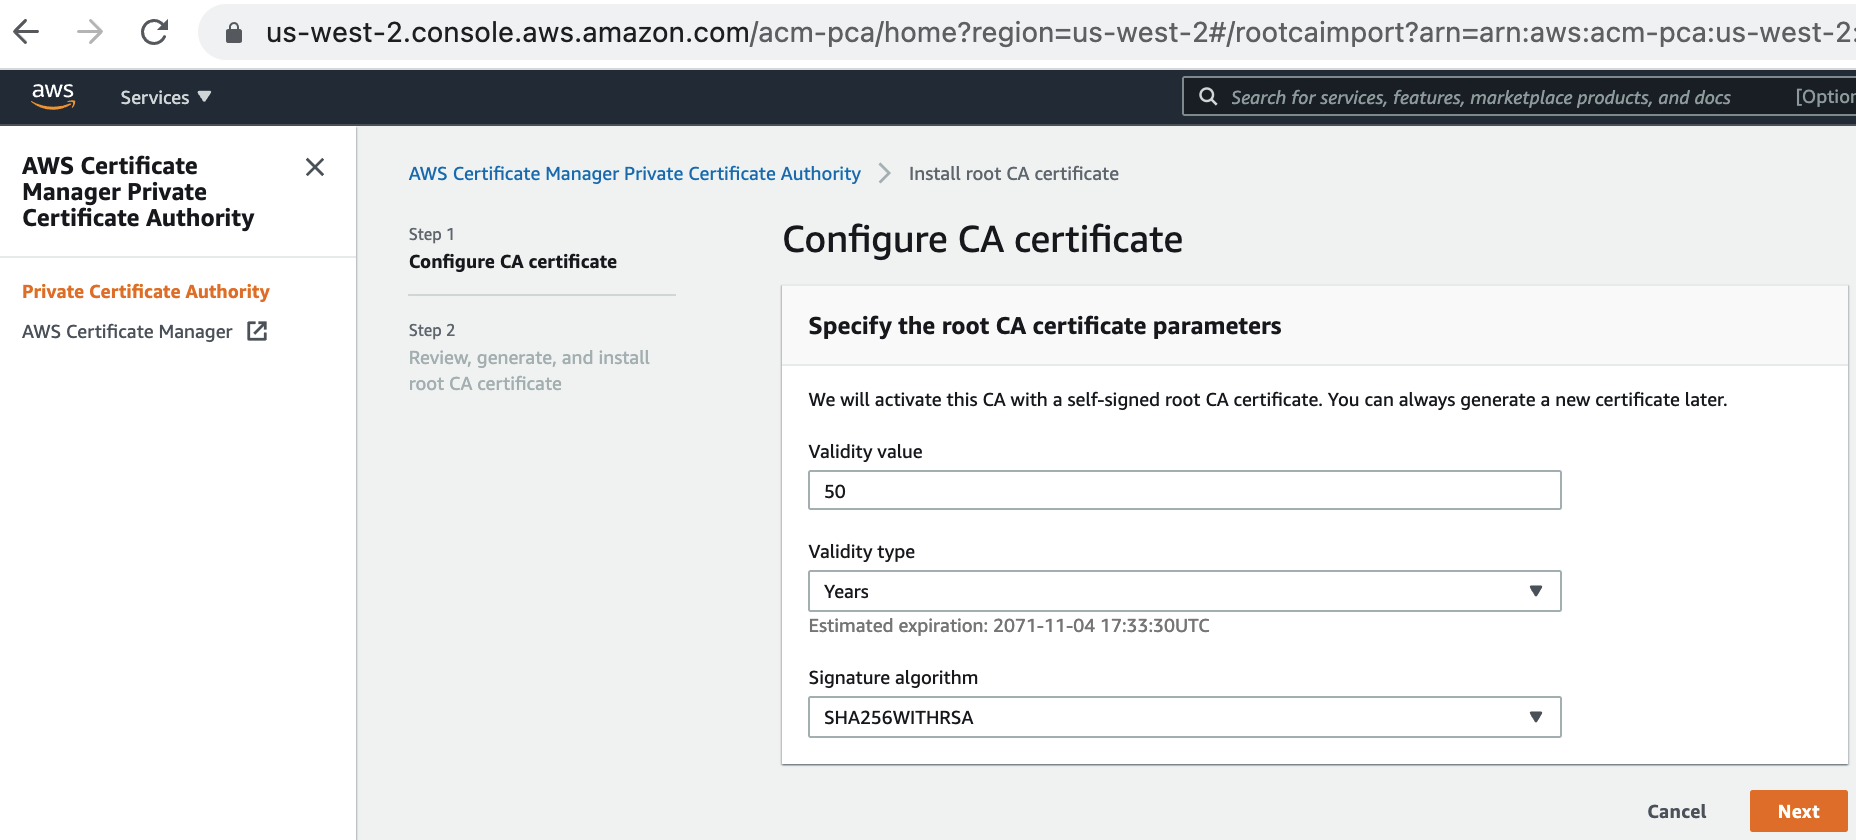 us-west-2.console.aws.amazon.com/acm-pca/home?region=us-west-2#/rootcaimport?arn=arn:aws:acm-pca:us-west-2:
aws
Services
Search for services, features, marketplace products, and docs
[Option
AWS Certificate
Manager Private
Certificate Authority
Private Certificate Authority
AWS Certificate Manager
AWS Certificate Manager Private Certificate Authority
Install root CA certificate
Step 1
Configure CA certificate
Step 2
Review, generate, and install
root CA certificate
Configure CA certificate
Specify the root CA certificate parameters
We will activate this CA with a self-signed root CA certificate. You can always generate a new certificate later.
Validity value
50
Validity type
Years
Estimated expiration: 2071-11-04 17:33:30UTC
Signature algorithm
SHA256WITHRSA
Cancel
Next